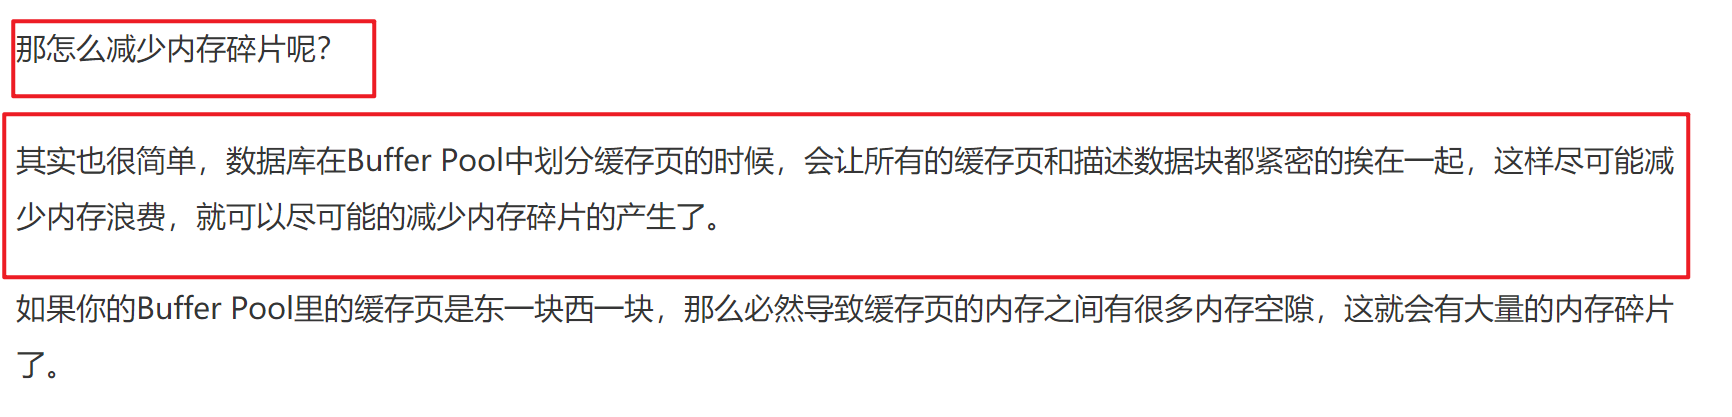 那怎么减少内存碎片呢？
其实也很简单，数据库在Buffer Pool中划分缓存页的时候，会让所有的缓存页和描述数据块都紧密的挨在一起，这样尽可能减
少内存浪费，就可以尽可能的减少内存碎片的产生了。
如果你的Buffer Pool里的缓存页是东一块西一块，那么必然导致缓存页的内存之间有很多内存空隙，这就会有大量的内存碎片
了。